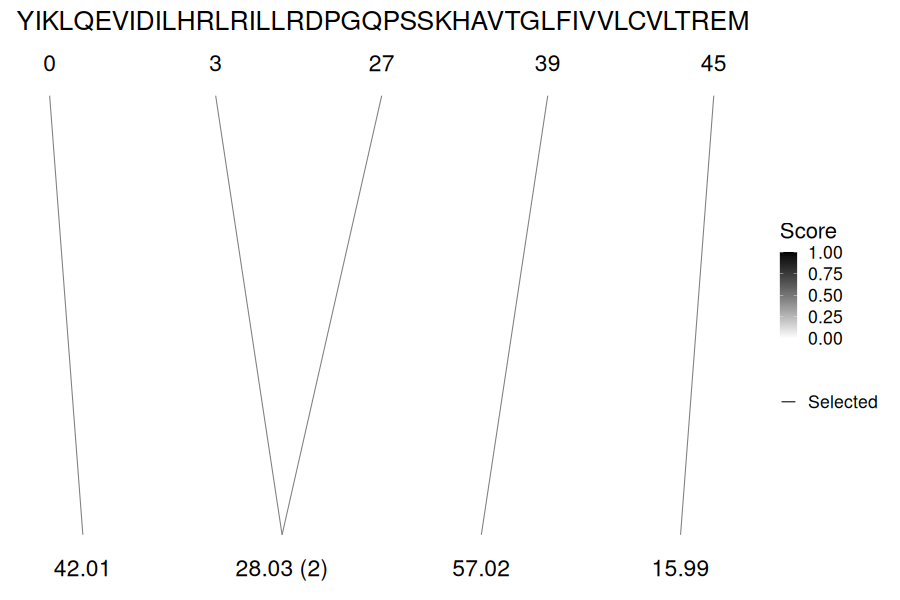 YIKLQEVIDILHRLRILLRDPGQPSSKHAVTGLFIVVLCVLTREM
0 3 27 39 45
Score
1.00
0.75
0.50
0.25
0.00
Selected
42.01 28.03 (2) 57.02 15.99